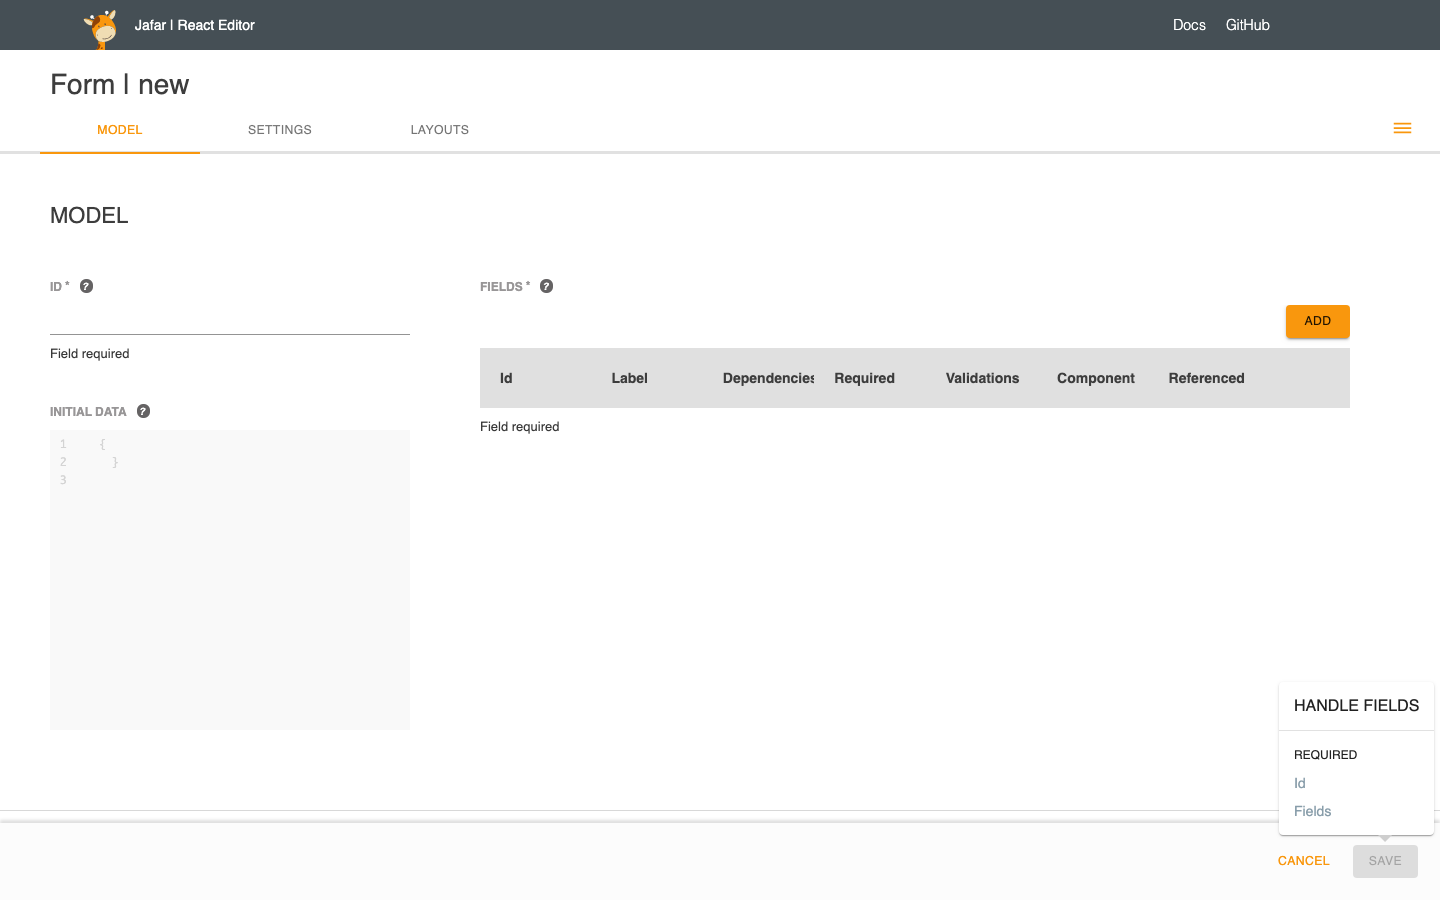 Jafar | React Editor
Docs
GitHub
Form | new
MODEL
SETTINGS
LAYOUTS
MODEL
ID * ?
Field required
INITIAL DATA ?
1 {
2 }
3
FIELDS * ?
ADD
Id Label Dependencies Required Validations Component Referenced
Field required
HANDLE FIELDS
REQUIRED
Id
Fields
CANCEL
SAVE